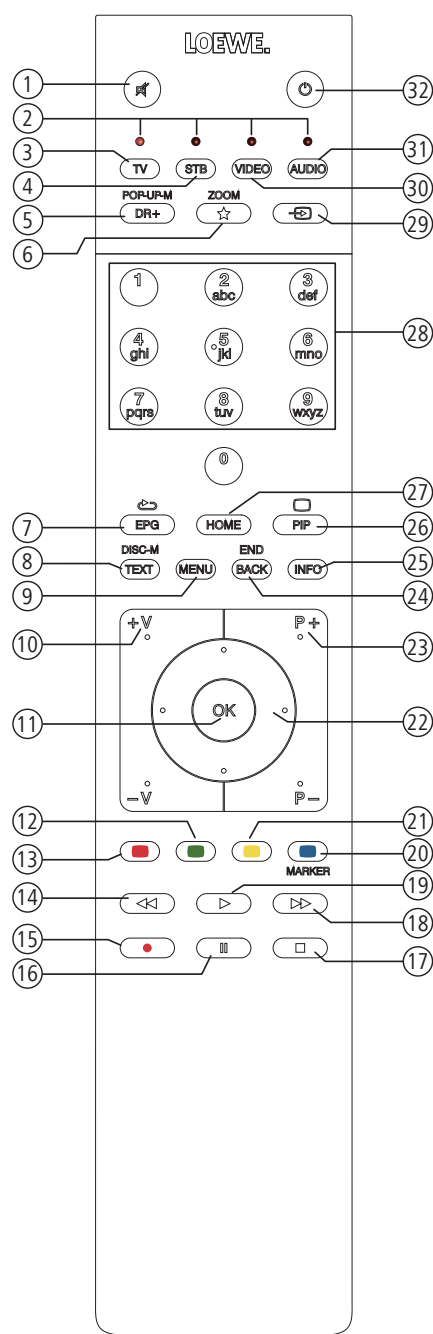 LOEWE.
1
32
2
3
TV
STB
VIDEO
AUDIO
31
4
30
POP-UP-M
ZOOM
5
DR+
29
6
1
2
abc
3
def
28
4
ghi
5
jkl
6
mno
7
pqrs
8
tuv
9
wxyz
0
27
7
EPG
HOME
PIP
26
DISC-M
END
8
TEXT
MENU
BACK
INFO
25
9
24
10
+V
P+
23
11
OK
22
–V
P–
12
21
13
20
MARKER
14
19
18
15
16
17